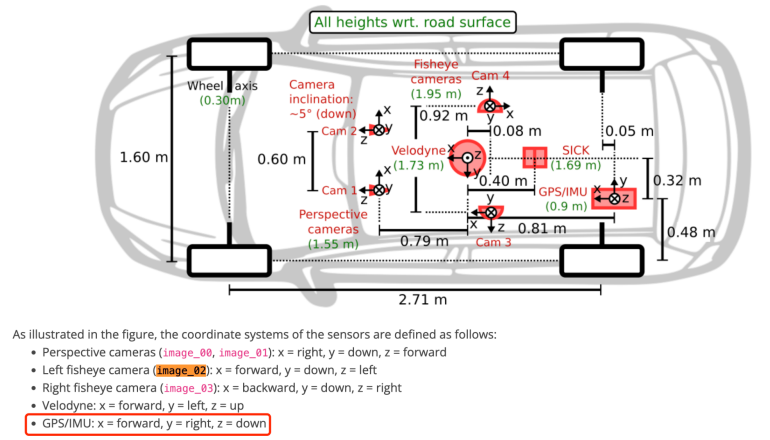 All heights wrt. road surface
Fisheye
cameras
(1.95 m)
Cam 4
z
x
y
Wheel axis
(0.30m)
Camera
inclination:
~5° (down)
Cam 2
x
y
z
0.92 m
0.08 m
0.05 m
1.60 m
0.60 m
Velodyne
(1.73 m)
x
z
y
SICK
(1.69 m)
0.40 m
0.32 m
Cam 1
x
y
z
GPS/IMU
(0.9 m)
x
y
z
Perspective
cameras
(1.55 m)
y
x
z
Cam 3
0.79 m
0.81 m
0.48 m
2.71 m
As illustrated in the figure, the coordinate systems of the sensors are defined as follows:
• Perspective cameras (image_00, image_01): x = right, y = down, z = forward
• Left fisheye camera (image_02): x = forward, y = down, z = left
• Right fisheye camera (image_03): x = backward, y = down, z = right
• Velodyne: x = forward, y = left, z = up
• GPS/IMU: x = forward, y = right, z = down